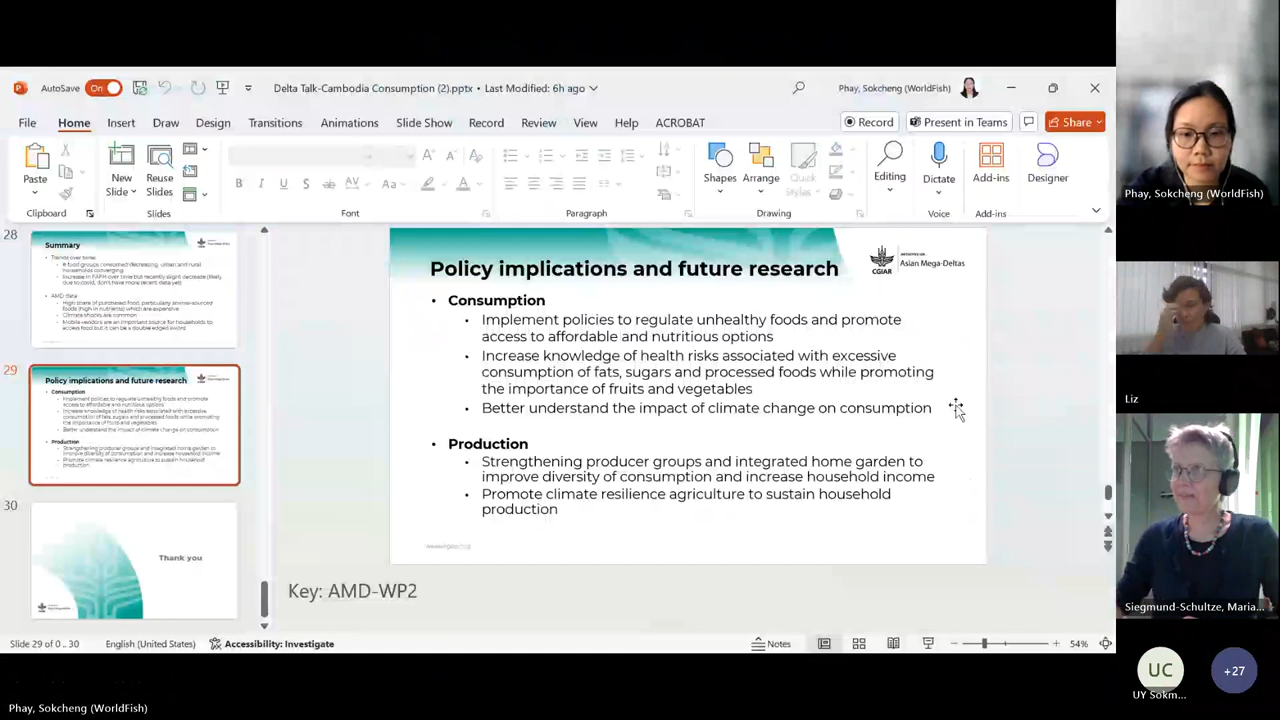 AutoSave On Delta Talk-Cambodia Consumption (2).pptx • Last Modified: 6h ago Phay, Sokcheng (WorldFish)
File Home Insert Draw Design Transitions Animations Slide Show Record Review View Help ACROBAT Record Present in Teams Share
Paste New Slide Reuse Slides Shapes Arrange Quick Styles Editing Dictate Add-ins Designer
Clipboard Slides Font Paragraph Drawing Voice Add-ins
28
Summary
29
Policy implications and future research
Consumption
Production
30
Thank you
Policy implications and future research
CGIAR
Asian Mega-Deltas
• Consumption
• Implement policies to regulate unhealthy foods and promote
access to affordable and nutritious options
• Increase knowledge of health risks associated with excessive
consumption of fats, sugars and processed foods while promoting
the importance of fruits and vegetables
• Better understand the impact of climate change on consumption
• Production
• Strengthening producer groups and integrated home garden to
improve diversity of consumption and increase household income
• Promote climate resilience agriculture to sustain household
production
Key: AMD-WP2
Slide 29 of 0 .. 30 English (United States) Accessibility: Investigate Notes 54%
Phay, Sokcheng (WorldFish)
Liz
Siegmund-Schultze, Maria...
UC
UY Sokm...
+27
Phay, Sokcheng (WorldFish)